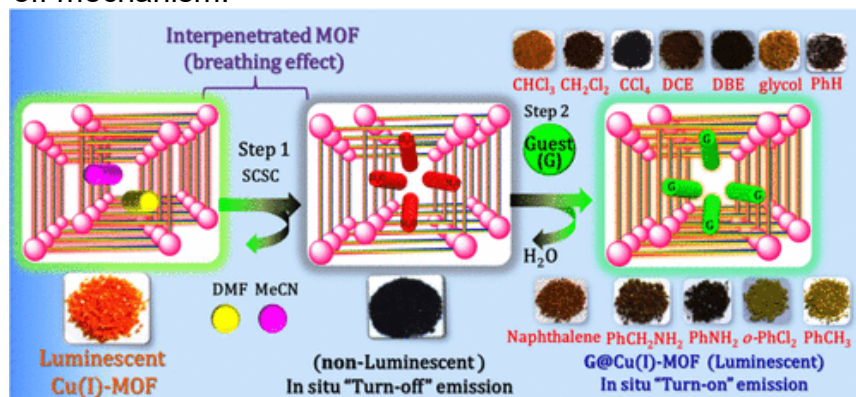 off mechanism.
Interpenetrated MOF
(breathing effect)
CHCl3 CH2Cl2 CCl4 DCE DBE glycol PhH
Step 1
SCSC
Step 2
Guest
(G)
H2O
G
G
G
G
DMF MeCN
Luminescent
Cu(I)-MOF
(non-Luminescent)
In situ "Turn-off" emission
Naphthalene PhCH2NH2 PhNH2 o-PhCl2 PhCH3
G@Cu(I)-MOF (Luminescent)
In situ "Turn-on" emission